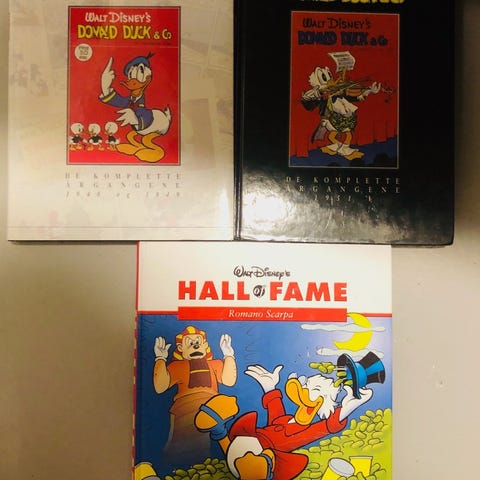 WALT DISNEY'S
DONALD DUCK & Co
DE KOMPLETTE
ÅRGANGENE
1948 og 1949
WALT DISNEY'S
DONALD DUCK & Co
DE KOMPLETTE
ÅRGANGENE
1951
Walt Disney's
HALL of FAME
Romano Scarpa